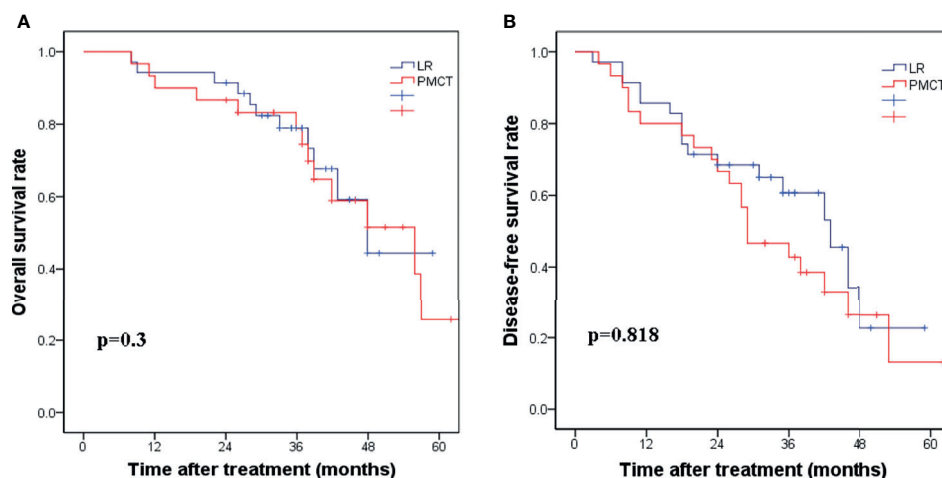 A
Overall survival rate
1.0
0.8
0.6
0.4
0.2
0.0
LR
PMCT
p=0.3
0 12 24 36 48 60
Time after treatment (months)
B
Disease-free survival rate
1.0
0.8
0.6
0.4
0.2
0.0
LR
PMCT
p=0.818
0 12 24 36 48 60
Time after treatment (months)